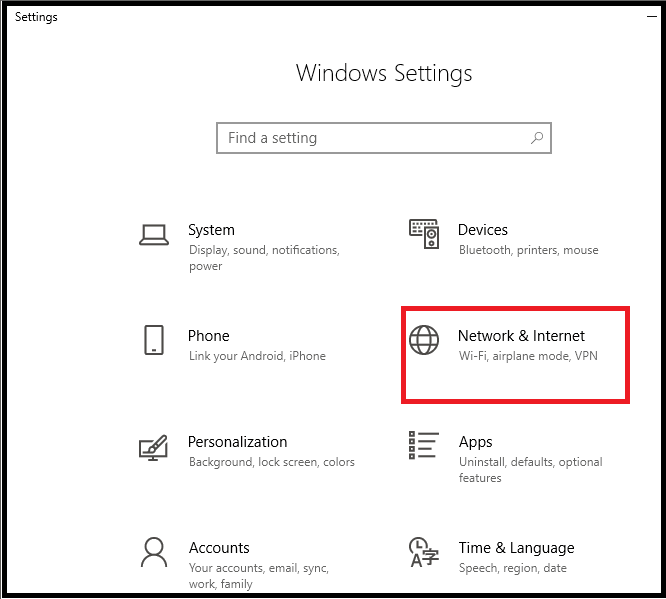 Settings
Windows Settings
Find a setting
System
Display, sound, notifications,
power
Devices
Bluetooth, printers, mouse
Phone
Link your Android, iPhone
Network & Internet
Wi-Fi, airplane mode, VPN
Personalization
Background, lock screen, colors
Apps
Uninstall, defaults, optional
features
Accounts
Your accounts, email, sync,
work, family
Time & Language
Speech, region, date